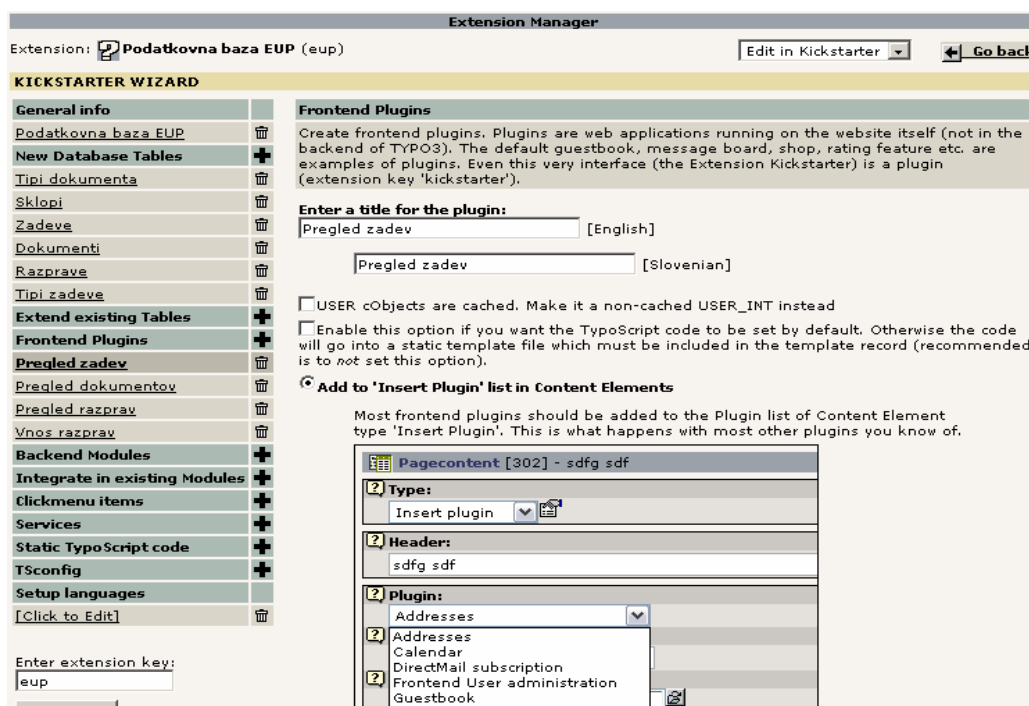 Extension Manager
Extension: Podatkovna baza EUP (eup)
Edit in Kickstarter
Go back
KICKSTARTER WIZARD
General info
Podatkovna baza EUP
New Database Tables
Tipi dokumenta
Sklopi
Zadeve
Dokumenti
Razprave
Tipi zadeve
Extend existing Tables
Frontend Plugins
Pregled zadev
Pregled dokumentov
Pregled razprav
Vnos razprav
Backend Modules
Integrate in existing Modules
Clickmenu items
Services
Static TypoScript code
TSconfig
Setup languages
[Click to Edit]
Enter extension key:
eup
Frontend Plugins
Create frontend plugins. Plugins are web applications running on the website itself (not in the
backend of TYPO3). The default guestbook, message board, shop, rating feature etc. are
examples of plugins. Even this very interface (the Extension Kickstarter) is a plugin
(extension key 'kickstarter').
Enter a title for the plugin:
Pregled zadev [English]
Pregled zadev [Slovenian]
USER cObjects are cached. Make it a non-cached USER_INT instead
Enable this option if you want the TypoScript code to be set by default. Otherwise the code
will go into a static template file which must be included in the template record (recommended
is to not set this option).
Add to 'Insert Plugin' list in Content Elements
Most frontend plugins should be added to the Plugin list of Content Element
type 'Insert Plugin'. This is what happens with most other plugins you know of.
Pagecontent [302] - sdfg sdf
Type:
Insert plugin
Header:
sdfg sdf
Plugin:
Addresses
Addresses
Calendar
DirectMail subscription
Frontend User administration
Guestbook